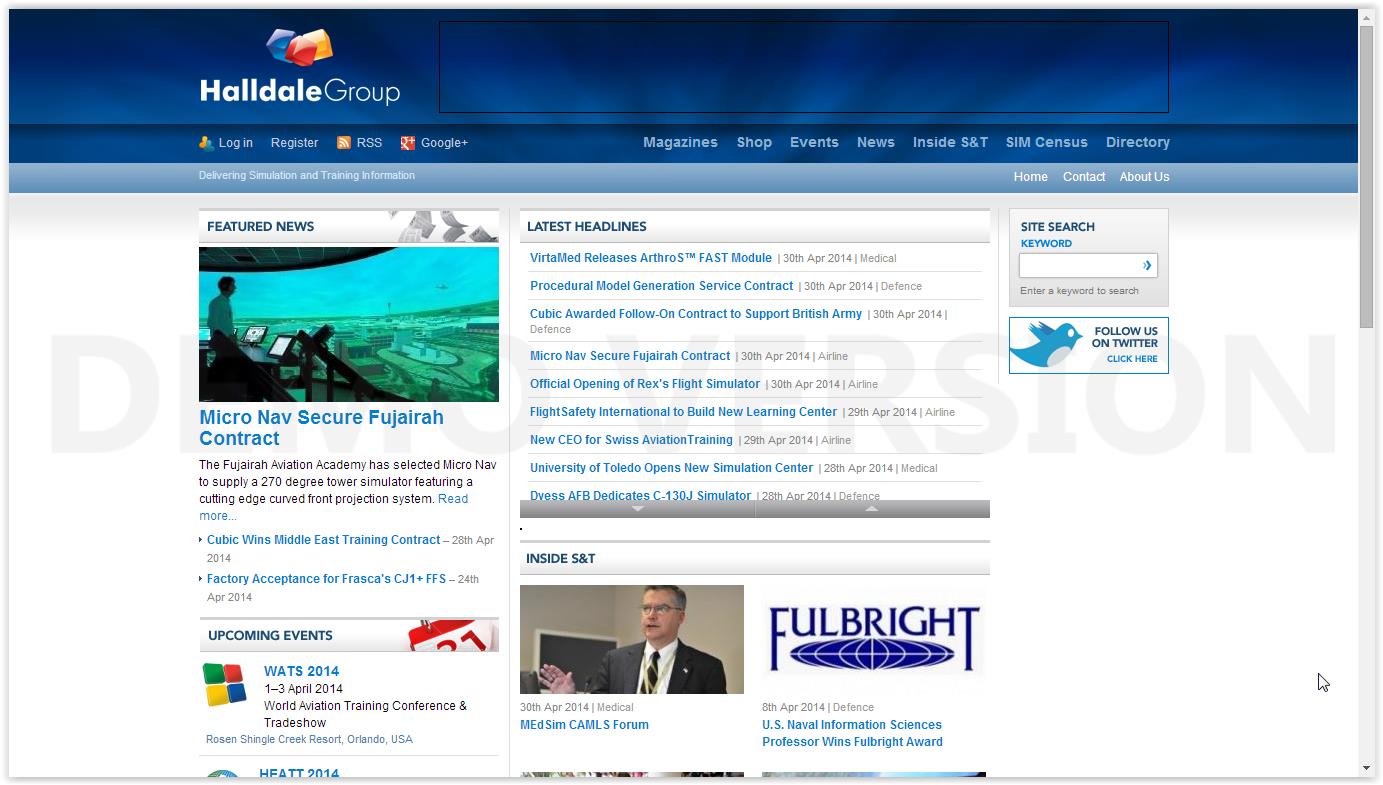 HalldaleGroup
Log in Register RSS Google+
Magazines Shop Events News Inside S&T SIM Census Directory
Delivering Simulation and Training Information
Home Contact About Us
FEATURED NEWS
Micro Nav Secure Fujairah
Contract
The Fujairah Aviation Academy has selected Micro Nav
to supply a 270 degree tower simulator featuring a
cutting edge curved front projection system. Read
more...
Cubic Wins Middle East Training Contract – 28th Apr
2014
Factory Acceptance for Frasca's CJ1+ FFS – 24th
Apr 2014
UPCOMING EVENTS
31
WATS 2014
1–3 April 2014
World Aviation Training Conference &
Tradeshow
Rosen Shingle Creek Resort, Orlando, USA
HEATT 2014
LATEST HEADLINES
VirtaMed Releases ArthroS™ FAST Module | 30th Apr 2014 | Medical
Procedural Model Generation Service Contract | 30th Apr 2014 | Defence
Cubic Awarded Follow-On Contract to Support British Army | 30th Apr 2014 |
Defence
Micro Nav Secure Fujairah Contract | 30th Apr 2014 | Airline
Official Opening of Rex's Flight Simulator | 30th Apr 2014 | Airline
FlightSafety International to Build New Learning Center | 29th Apr 2014 | Airline
New CEO for Swiss AviationTraining | 29th Apr 2014 | Airline
University of Toledo Opens New Simulation Center | 28th Apr 2014 | Medical
Dyess AFB Dedicates C-130J Simulator | 28th Apr 2014 | Defence
.
INSIDE S&T
30th Apr 2014 | Medical
MEdSim CAMLS Forum
FULBRIGHT
8th Apr 2014 | Defence
U.S. Naval Information Sciences
Professor Wins Fulbright Award
SITE SEARCH
KEYWORD
Enter a keyword to search
FOLLOW US
ON TWITTER
CLICK HERE
DEMO VERSION